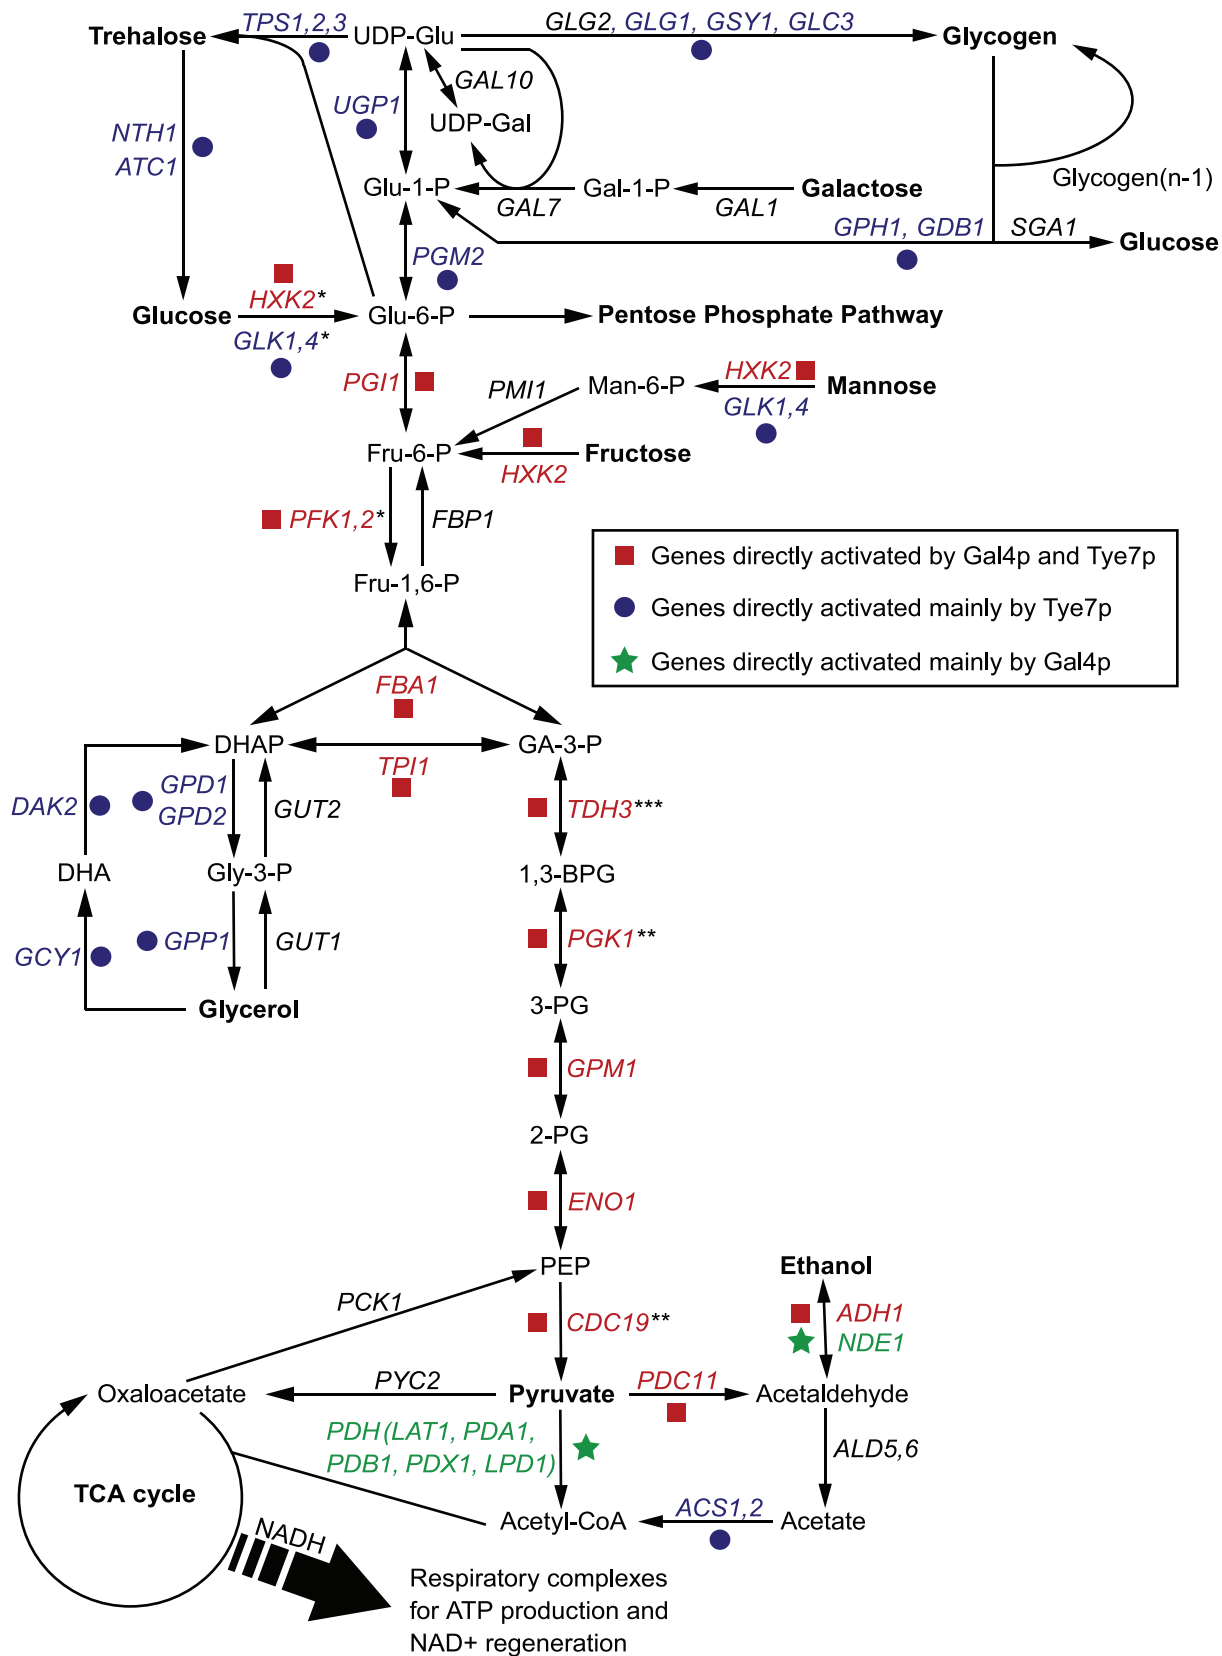 TPS1,2,3
GLG2, GLG1, GSY1, GLC3
Trehalose
UDP-Glu
Glycogen
GAL10
UGP1
UDP-Gal
NTH1
ATC1
Glu-1-P
Gal-1-P
Galactose
Glycogen(n-1)
GAL7
GAL1
GPH1, GDB1
SGA1
Glucose
PGM2
HXK2*
Glucose
Glu-6-P
Pentose Phosphate Pathway
GLK1,4*
PGI1
PMI1
Man-6-P
HXK2
Mannose
GLK1,4
Fru-6-P
Fructose
HXK2
PFK1,2*
FBP1
Genes directly activated by Gal4p and Tye7p
Genes directly activated mainly by Tye7p
Genes directly activated mainly by Gal4p
Fru-1,6-P
FBA1
DHAP
GA-3-P
TPI1
DAK2
GPD1
GPD2
GUT2
TDH3***
DHA
Gly-3-P
1,3-BPG
GCY1
GPP1
GUT1
PGK1**
Glycerol
3-PG
GPM1
2-PG
ENO1
PEP
Ethanol
PCK1
CDC19**
ADH1
NDE1
Oxaloacetate
PYC2
Pyruvate
PDC11
Acetaldehyde
PDH (LAT1, PDA1,
PDB1, PDX1, LPD1)
ALD5,6
TCA cycle
Acetyl-CoA
ACS1,2
Acetate
NADH
Respiratory complexes
for ATP production and
NAD+ regeneration